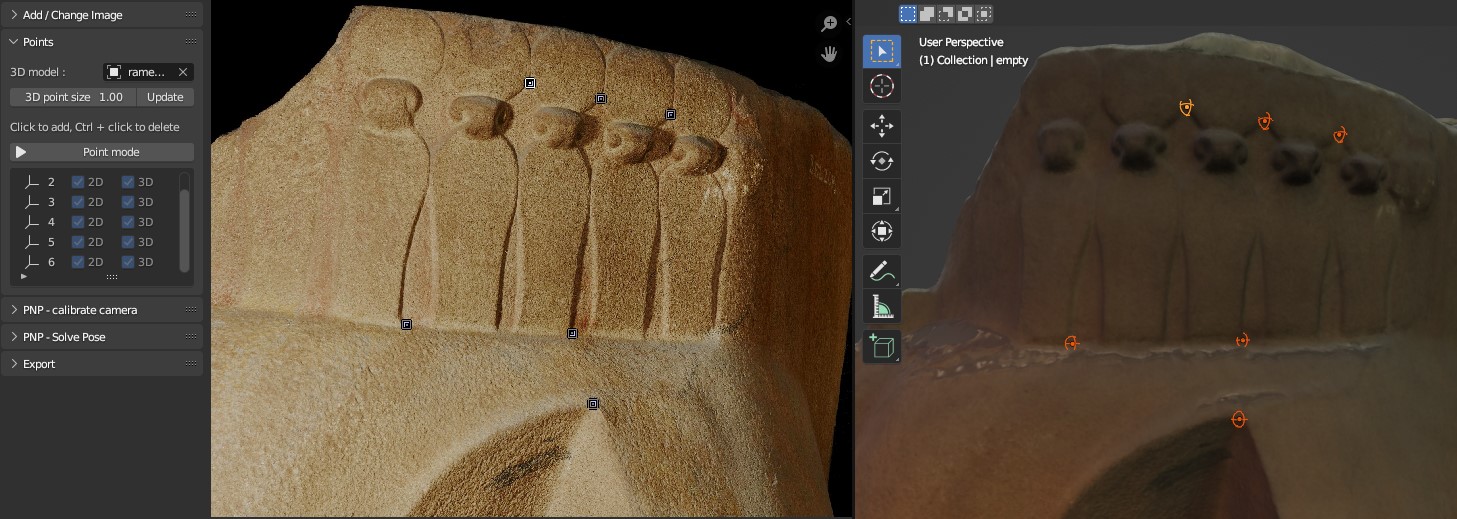 Add / Change Image
Points
3D model :
rame...
3D point size 1.00
Update
Click to add, Ctrl + click to delete
Point mode
2 2D 3D
3 2D 3D
4 2D 3D
5 2D 3D
6 2D 3D
PNP - calibrate camera
PNP - Solve Pose
Export
User Perspective
(1) Collection | empty